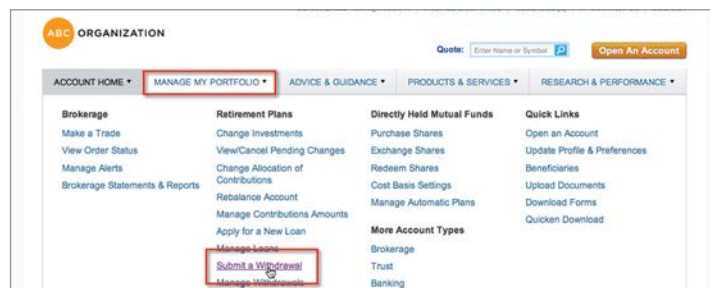 ABC ORGANIZATION
Quote: Enter Name or Symbol
Open An Account
ACCOUNT HOME ▾ MANAGE MY PORTFOLIO ▾ ADVICE & GUIDANCE ▾ PRODUCTS & SERVICES ▾ RESEARCH & PERFORMANCE ▾
Brokerage
Make a Trade
View Order Status
Manage Alerts
Brokerage Statements & Reports
Retirement Plans
Change Investments
View/Cancel Pending Changes
Change Allocation of
Contributions
Rebalance Account
Manage Contributions Amounts
Apply for a New Loan
Manage Loans
Submit a Withdrawal
Manage Withdrawals
Directly Held Mutual Funds
Purchase Shares
Exchange Shares
Redeem Shares
Cost Basis Settings
Manage Automatic Plans
More Account Types
Brokerage
Trust
Banking
Quick Links
Open an Account
Update Profile & Preferences
Beneficiaries
Upload Documents
Download Forms
Quicken Download